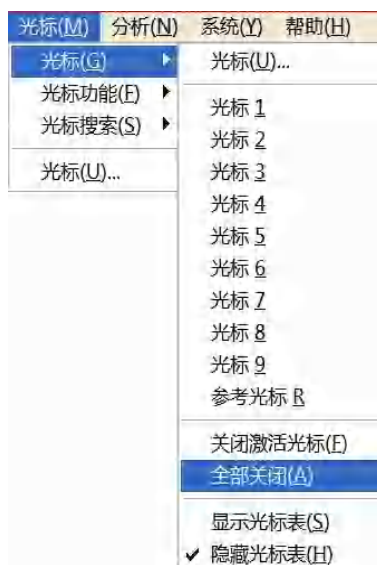 光标(M) 分析(N) 系统(Y) 帮助(H)
光标(G)
光标功能(F)
光标搜索(S)
光标(U)...
光标(U)...
光标 1
光标 2
光标 3
光标 4
光标 5
光标 6
光标 7
光标 8
光标 9
参考光标 R
关闭激活光标(F)
全部关闭(A)
显示光标表(S)
✔ 隐藏光标表(H)